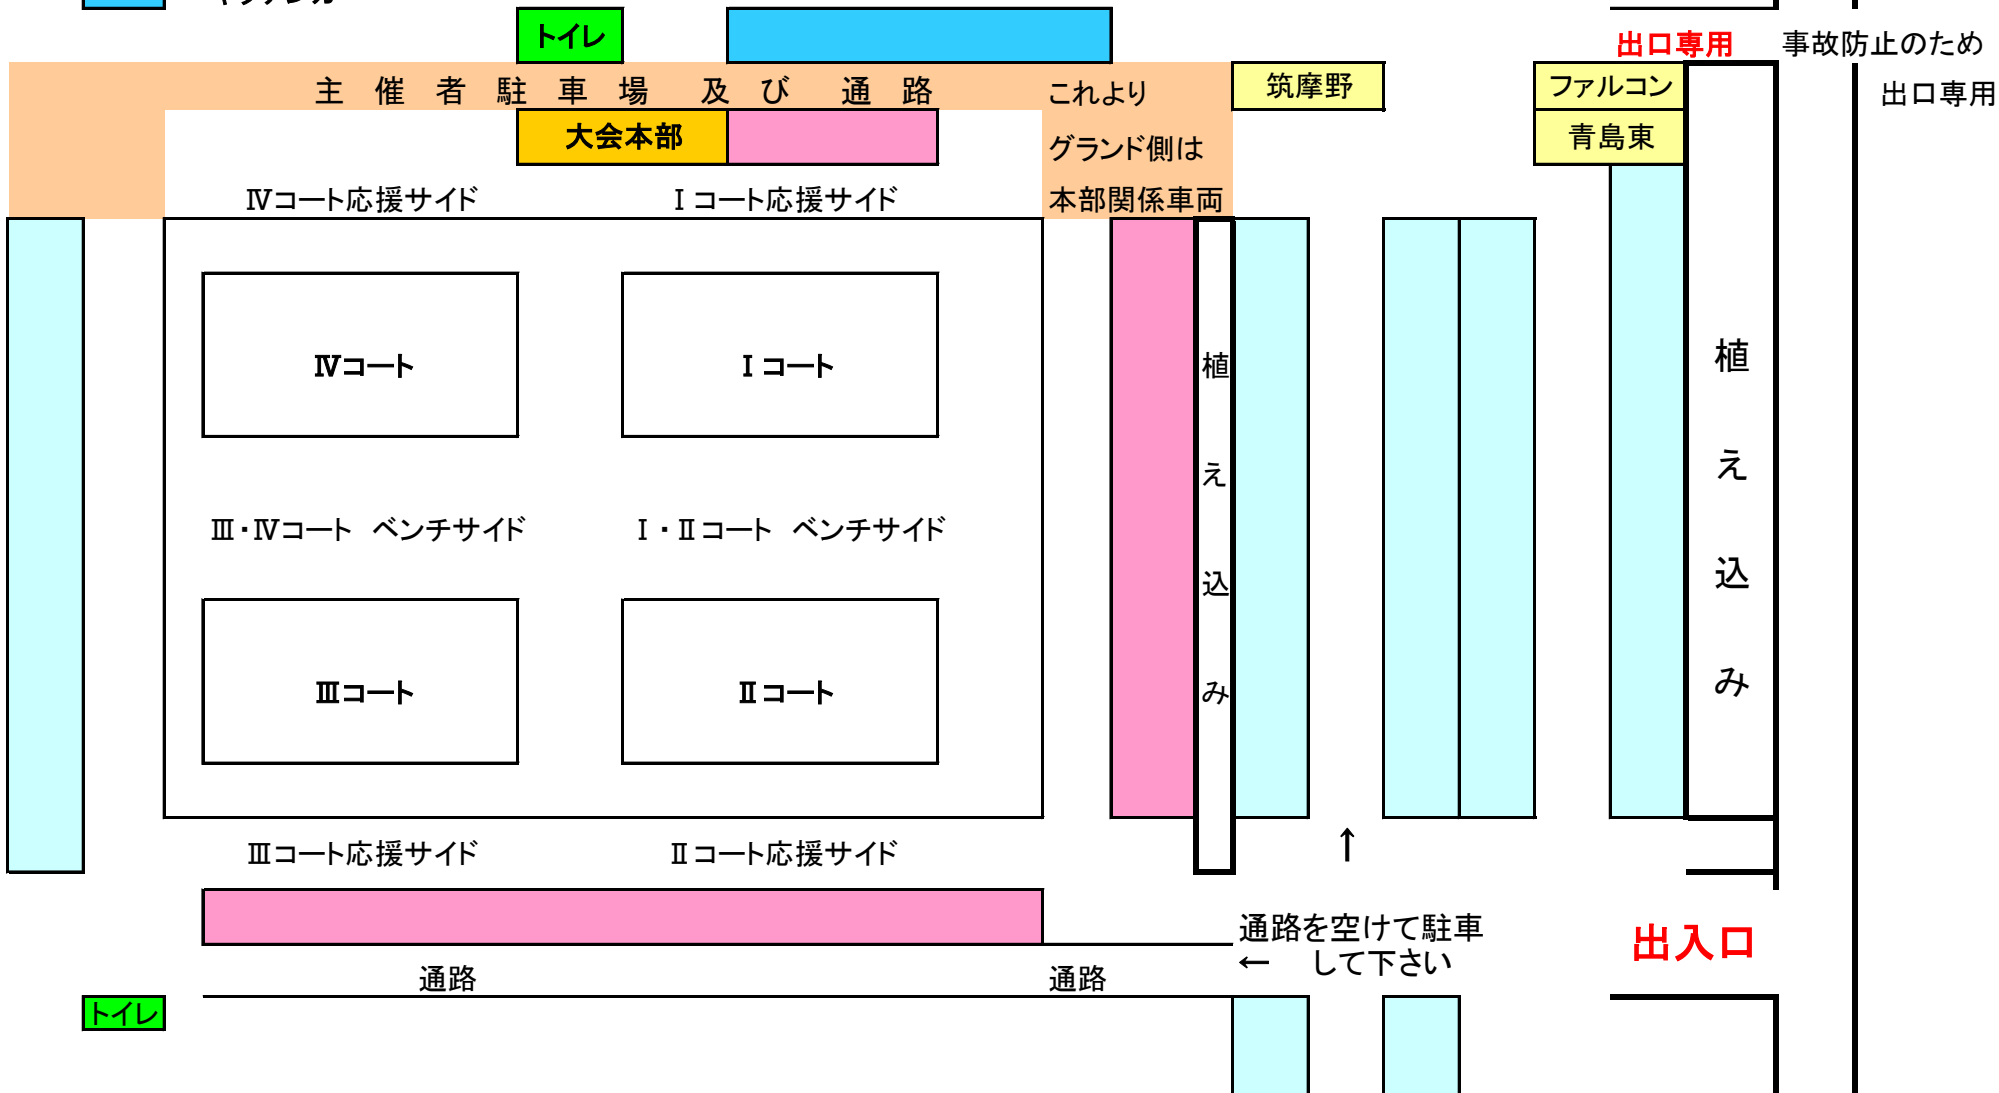 トイレ
出口専用 事故防止のため
主催者駐車場及び通路 これより 筑摩野 ファルコン 出口専用
大会本部 グランド側は 青島東
Ⅳコート応援サイド Ⅰコート応援サイド 本部関係車両
Ⅳコート Ⅰコート
植え込み
植え込み
Ⅲ・Ⅳコート ベンチサイド Ⅰ・Ⅱコート ベンチサイド
Ⅲコート Ⅱコート
Ⅲコート応援サイド Ⅱコート応援サイド ↑
通路を空けて駐車
← して下さい
出入口
通路 通路
トイレ